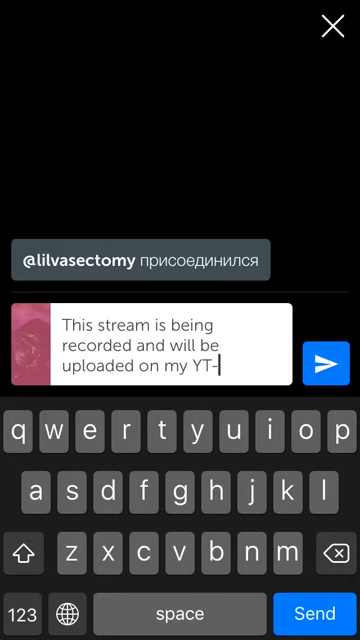 @lilvasectomy присоединился
This stream is being
recorded and will be
uploaded on my YT-
q w e r t y u i o p
a s d f g h j k l
z x c v b n m
123 space Send